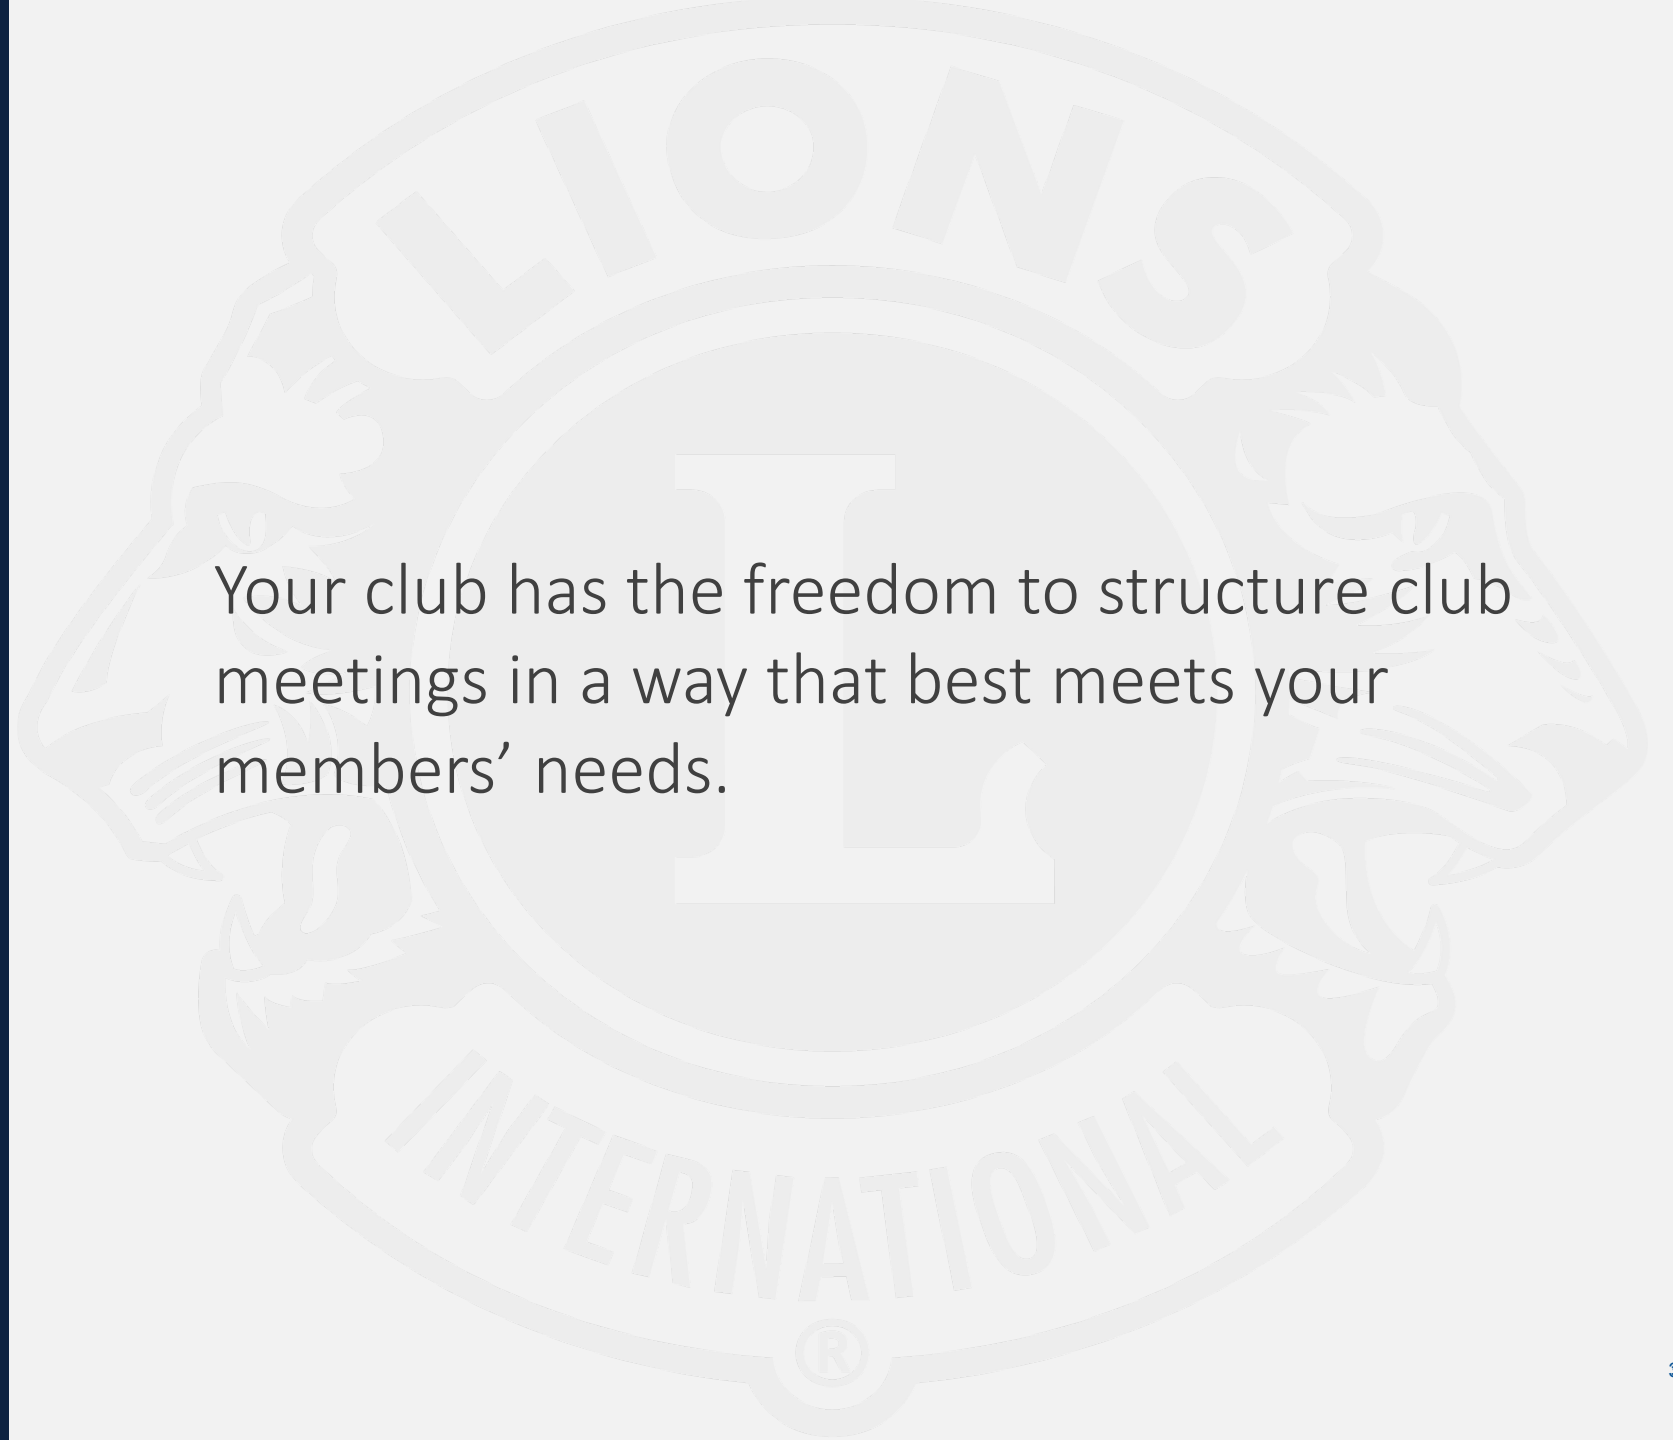 LIONS
Your club has the freedom to structure club
meetings in a way that best meets your
members’ needs.
L
INTERNATIONAL
®